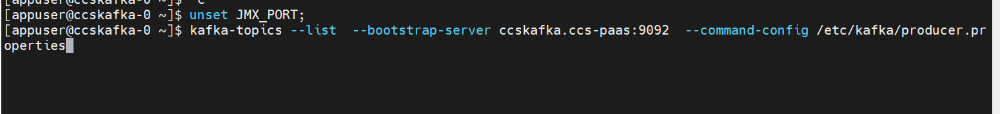 [appuser@ccskafka-0 ~]$ ^C
[appuser@ccskafka-0 ~]$ unset JMX_PORT;
[appuser@ccskafka-0 ~]$ kafka-topics --list  --bootstrap-server ccskafka.ccs-paas:9092  --command-config /etc/kafka/producer.pr
operties